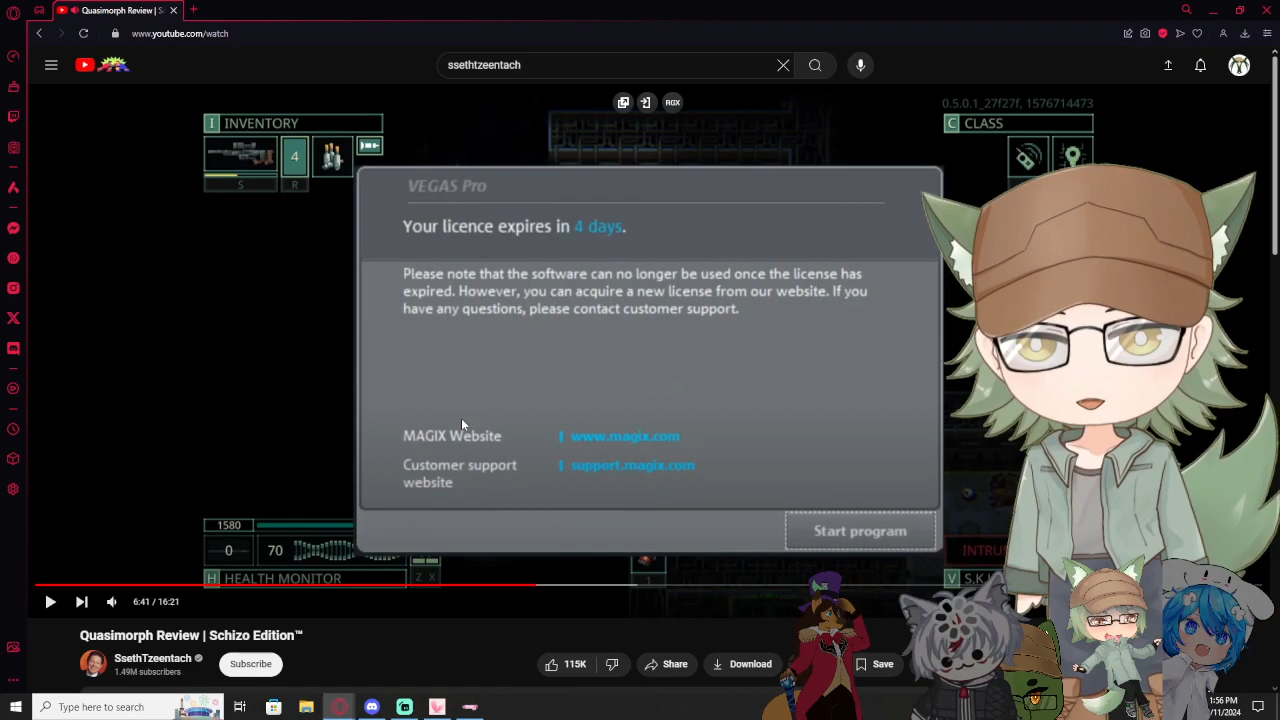 Quasimorph Review | S
www.youtube.com/watch
ssethtzeentach
RGX
0.5.0.1_27f27f, 1576714473
I INVENTORY
C CLASS
4
S
R
VEGAS Pro
Your licence expires in 4 days.
Please note that the software can no longer be used once the license has
expired. However, you can acquire a new license from our website. If you
have any questions, please contact customer support.
MAGIX Website
www.magix.com
Customer support
website
support.magix.com
Start program
1580
0
70
INTRUS
H HEALTH MONITOR
Z X
V S.K.
6:41 / 16:21
Quasimorph Review | Schizo Edition™
SsethTzeentach
1.49M subscribers
Subscribe
115K
Share
Download
Save
Type here to search
1:56 PM
/11/2024